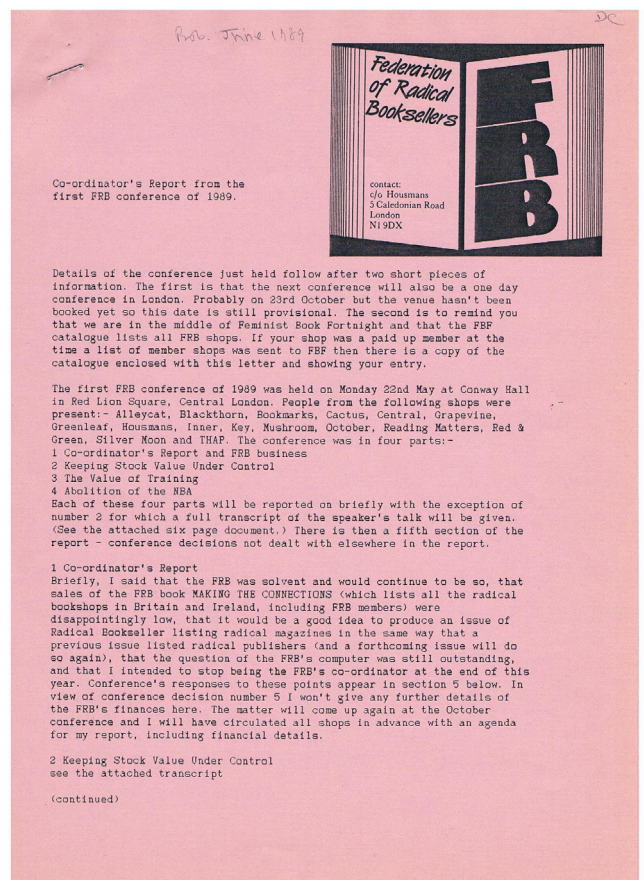 Bob. June 1989
DC
Federation
of Radical
Booksellers
FRB
contact:
c/o Housmans
5 Caledonian Road
London
N1 9DX
Co-ordinator's Report from the
first FRB conference of 1989.
Details of the conference just held follow after two short pieces of
information. The first is that the next conference will also be a one day
conference in London. Probably on 23rd October but the venue hasn't been
booked yet so this date is still provisional. The second is to remind you
that we are in the middle of Feminist Book Fortnight and that the FBF
catalogue lists all FRB shops. If your shop was a paid up member at the
time a list of member shops was sent to FBF then there is a copy of the
catalogue enclosed with this letter and showing your entry.
The first FRB conference of 1989 was held on Monday 22nd May at Conway Hall
in Red Lion Square, Central London. People from the following shops were
present:- Alleycat, Blackthorn, Bookmarks, Cactus, Central, Grapevine,
Greenleaf, Housmans, Inner, Key, Mushroom, October, Reading Matters, Red &
Green, Silver Moon and THAP. The conference was in four parts:-
1 Co-ordinator's Report and FRB business
2 Keeping Stock Value Under Control
3 The Value of Training
4 Abolition of the NBA
Each of these four parts will be reported on briefly with the exception of
number 2 for which a full transcript of the speaker's talk will be given.
(See the attached six page document.) There is then a fifth section of the
report - conference decisions not dealt with elsewhere in the report.
1 Co-ordinator's Report
Briefly, I said that the FRB was solvent and would continue to be so, that
sales of the FRB book MAKING THE CONNECTIONS (which lists all the radical
bookshops in Britain and Ireland, including FRB members) were
disappointingly low, that it would be a good idea to produce an issue of
Radical Bookseller listing radical magazines in the same way that a
previous issue listed radical publishers (and a forthcoming issue will do
so again), that the question of the FRB's computer was still outstanding,
and that I intended to stop being the FRB's co-ordinator at the end of this
year. Conference's responses to these points appear in section 5 below. In
view of conference decision number 5 I won't give any further details of
the FRB's finances here. The matter will come up again at the October
conference and I will have circulated all shops in advance with an agenda
for my report, including financial details.
2 Keeping Stock Value Under Control
see the attached transcript
(continued)